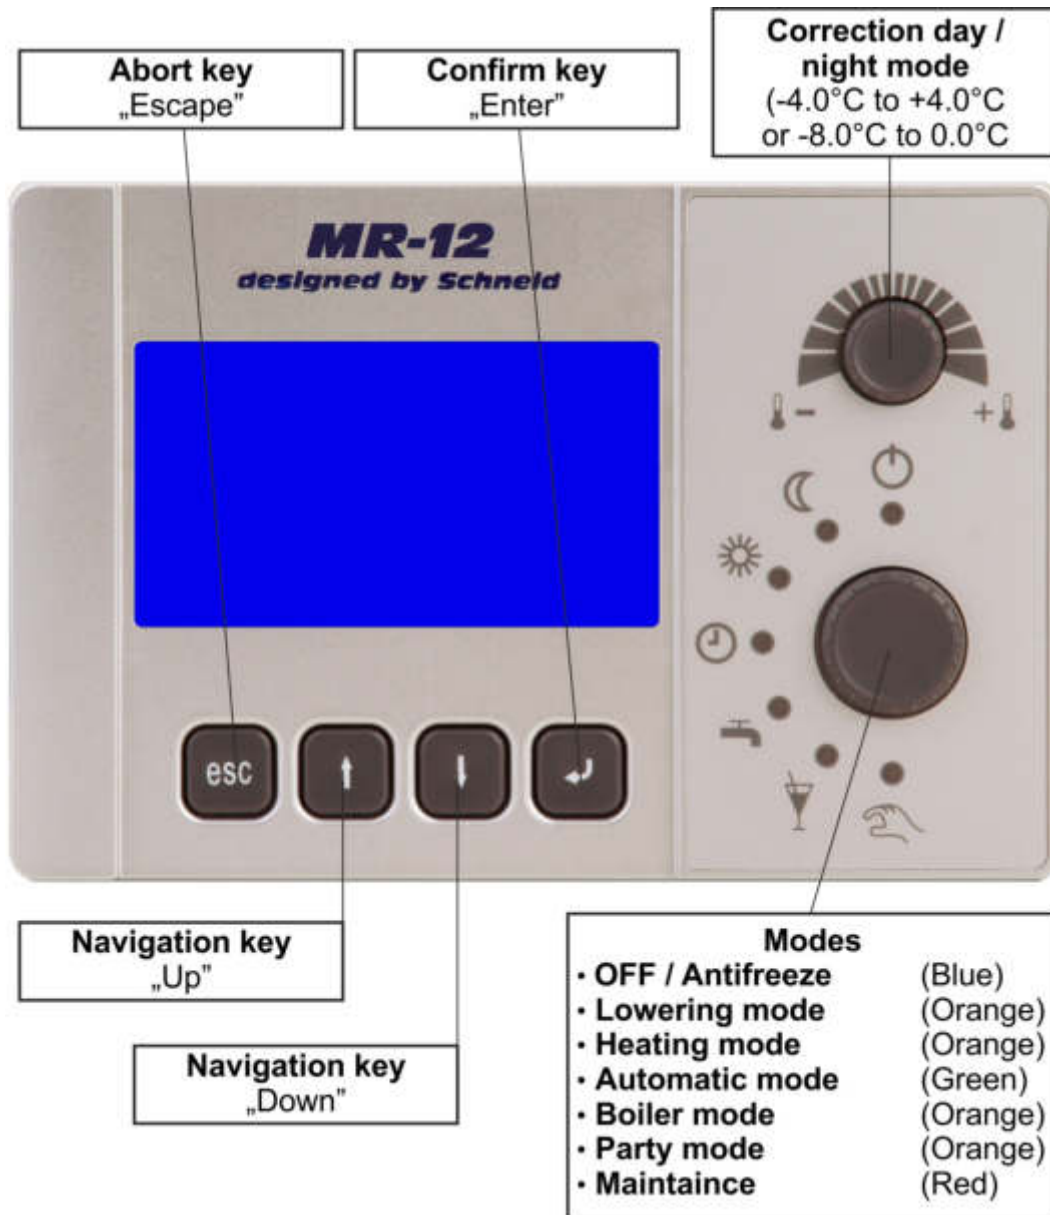 Abort key
„Escape”
Confirm key
„Enter”
Correction day /
night mode
(-4.0°C to +4.0°C
or -8.0°C to 0.0°C
MR-12
designed by Schneid
- +
esc
Navigation key
„Up”
Navigation key
„Down”
Modes
· OFF / Antifreeze (Blue)
· Lowering mode (Orange)
· Heating mode (Orange)
· Automatic mode (Green)
· Boiler mode (Orange)
· Party mode (Orange)
· Maintaince (Red)